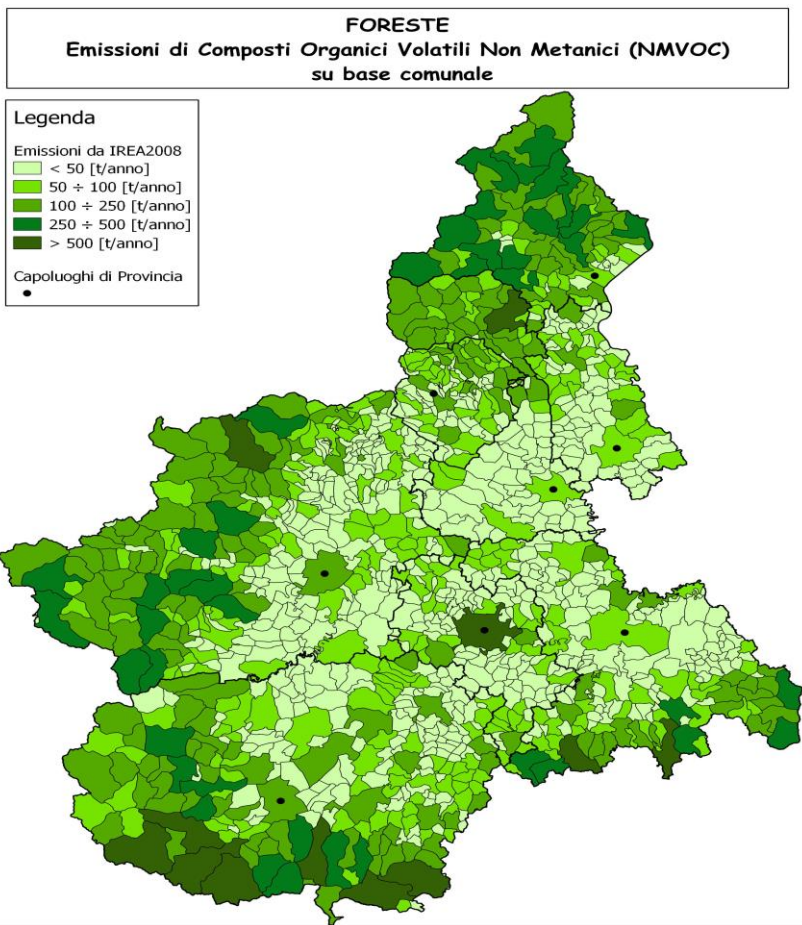 FORESTE
Emissioni di Composti Organici Volatili Non Metanici (NMVOC)
su base comunale
Legenda
Emissioni da IREA2008
< 50 [t/anno]
50 ÷ 100 [t/anno]
100 ÷ 250 [t/anno]
250 ÷ 500 [t/anno]
> 500 [t/anno]
Capoluoghi di Provincia